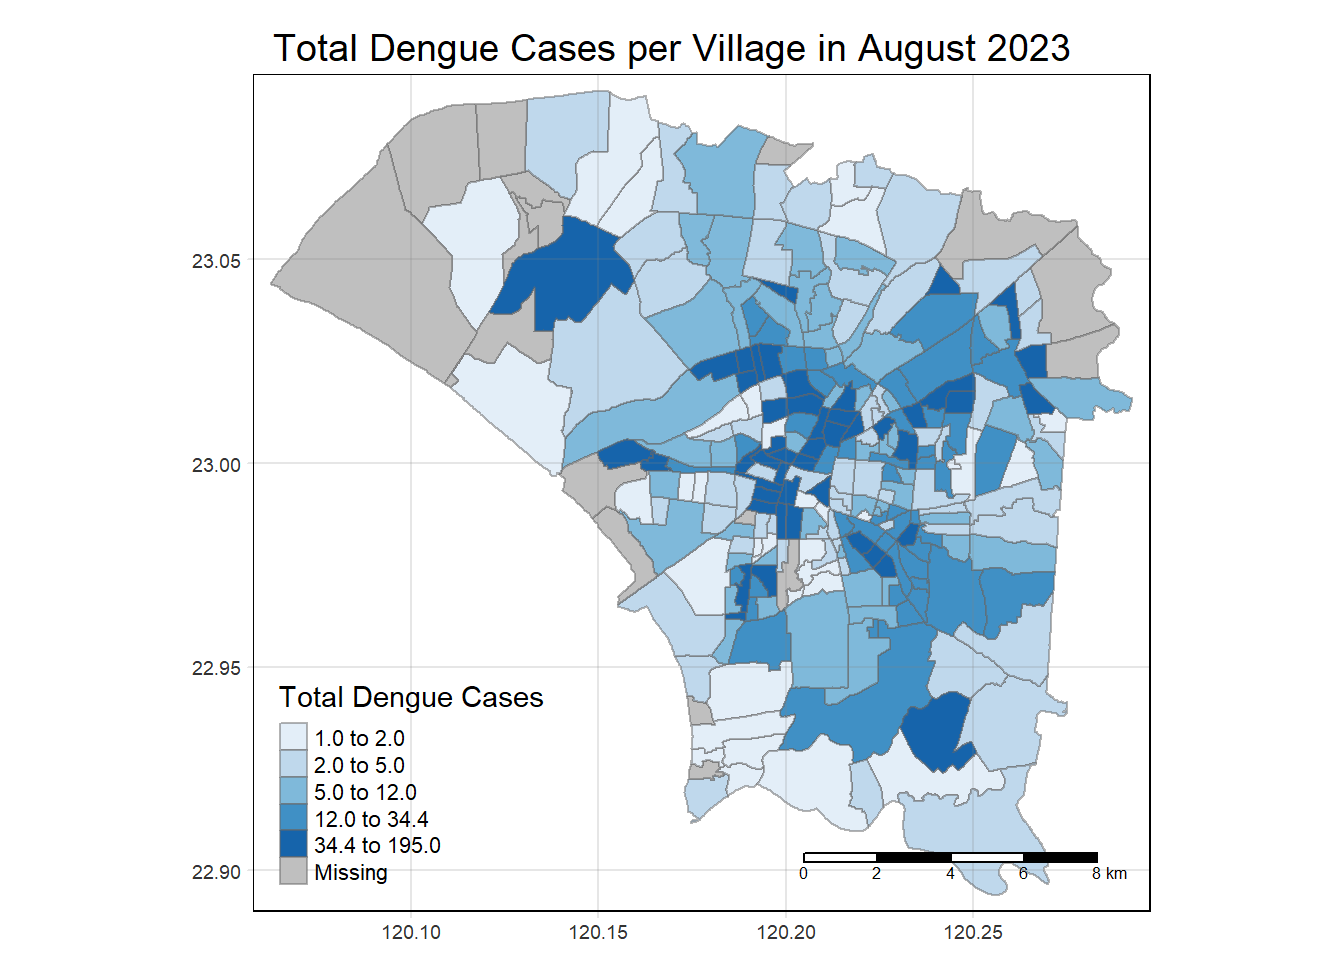 Total Dengue Cases per Village in August 2023
23.05
23.00
22.95
22.90
Total Dengue Cases
1.0 to 2.0
2.0 to 5.0
5.0 to 12.0
12.0 to 34.4
34.4 to 195.0
Missing
0 2 4 6 8 km
120.10 120.15 120.20 120.25